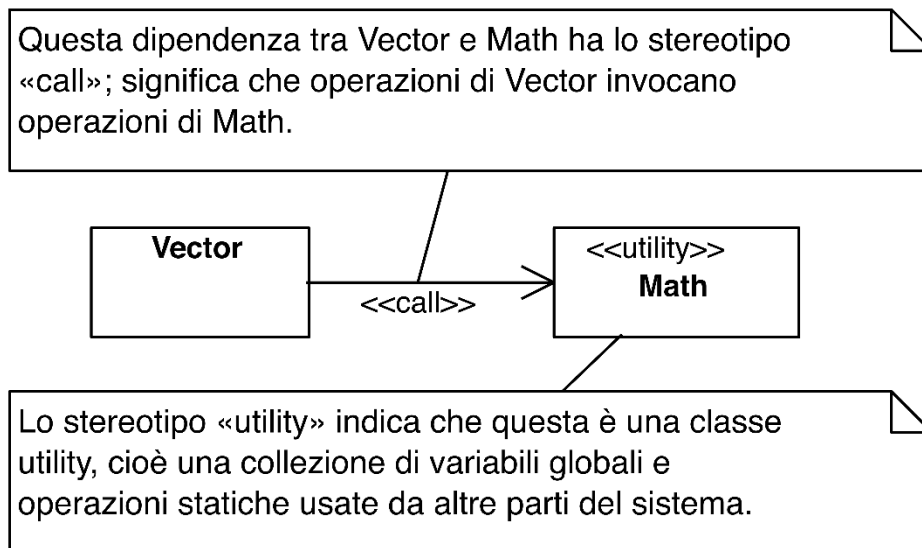 Questa dipendenza tra Vector e Math ha lo stereotipo
«call»; significa che operazioni di Vector invocano
operazioni di Math.
Vector
<<call>>
<<utility>>
Math
Lo stereotipo «utility» indica che questa è una classe
utility, cioè una collezione di variabili globali e
operazioni statiche usate da altre parti del sistema.